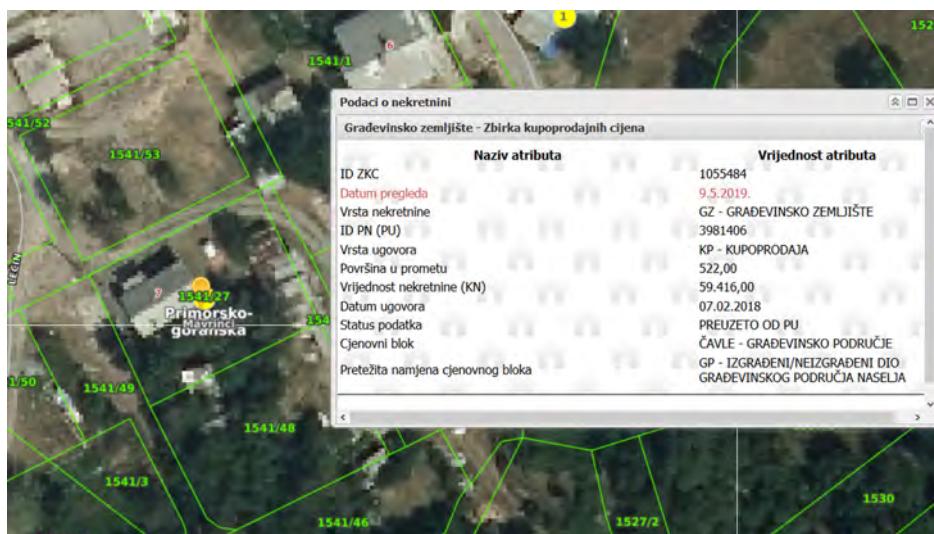 1
152
6
1541/1
541/52
1541/53
LEĆIN
7
1541/27
Primorsko-
Mavrinci
goranska
154
1/50
1541/49
1541/48
1541/3
1541/46
1527/2
1530
Podaci o nekretnini
Građevinsko zemljište - Zbirka kupoprodajnih cijena
Naziv atributa Vrijednost atributa
ID ZKC 1055484
Datum pregleda 9.5.2019.
Vrsta nekretnine GZ - GRAĐEVINSKO ZEMLJIŠTE
ID PN (PU) 3981406
Vrsta ugovora KP - KUPOPRODAJA
Površina u prometu 522,00
Vrijednost nekretnine (KN) 59.416,00
Datum ugovora 07.02.2018
Status podatka PREUZETO OD PU
Cjenovni blok ČAVLE - GRAĐEVINSKO PODRUČJE
Pretežita namjena cjenovnog bloka GP - IZGRAĐENI/NEIZGRAĐENI DIO
GRAĐEVINSKOG PODRUČJA NASELJA